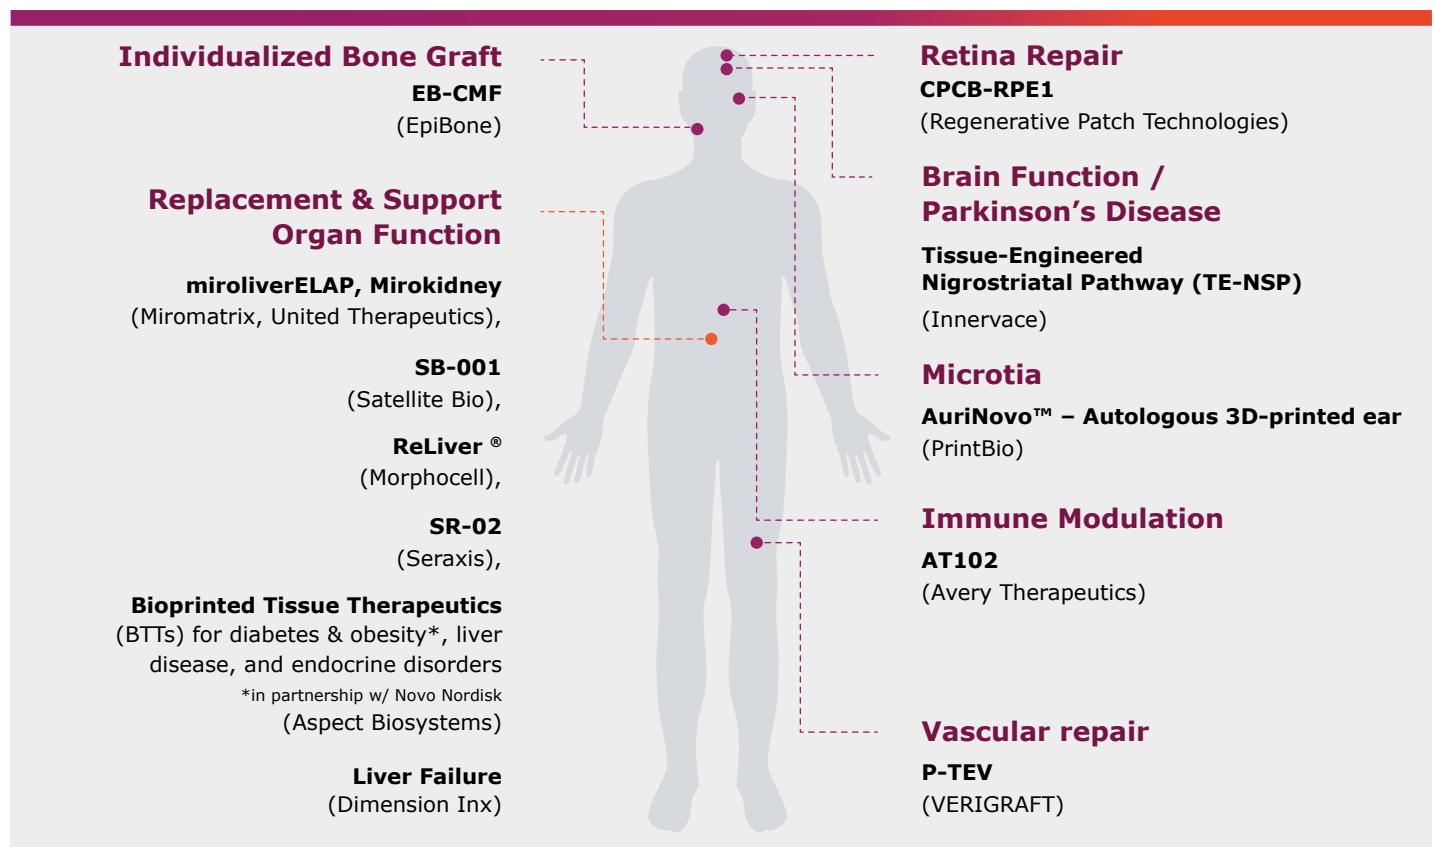 Individualized Bone Graft
EB-CMF
(EpiBone)
Replacement & Support
Organ Function
miroliverELAP, Mirokidney
(Miromatrix, United Therapeutics),
SB-001
(Satellite Bio),
ReLiver ®
(Morphocell),
SR-02
(Seraxis),
Bioprinted Tissue Therapeutics
(BTTs) for diabetes & obesity*, liver
disease, and endocrine disorders
*in partnership w/ Novo Nordisk
(Aspect Biosystems)
Liver Failure
(Dimension Inx)
Retina Repair
CPCB-RPE1
(Regenerative Patch Technologies)
Brain Function /
Parkinson’s Disease
Tissue-Engineered
Nigrostriatal Pathway (TE-NSP)
(Innervace)
Microtia
AuriNovo™ – Autologous 3D-printed ear
(PrintBio)
Immune Modulation
AT102
(Avery Therapeutics)
Vascular repair
P-TEV
(VERIGRAFT)